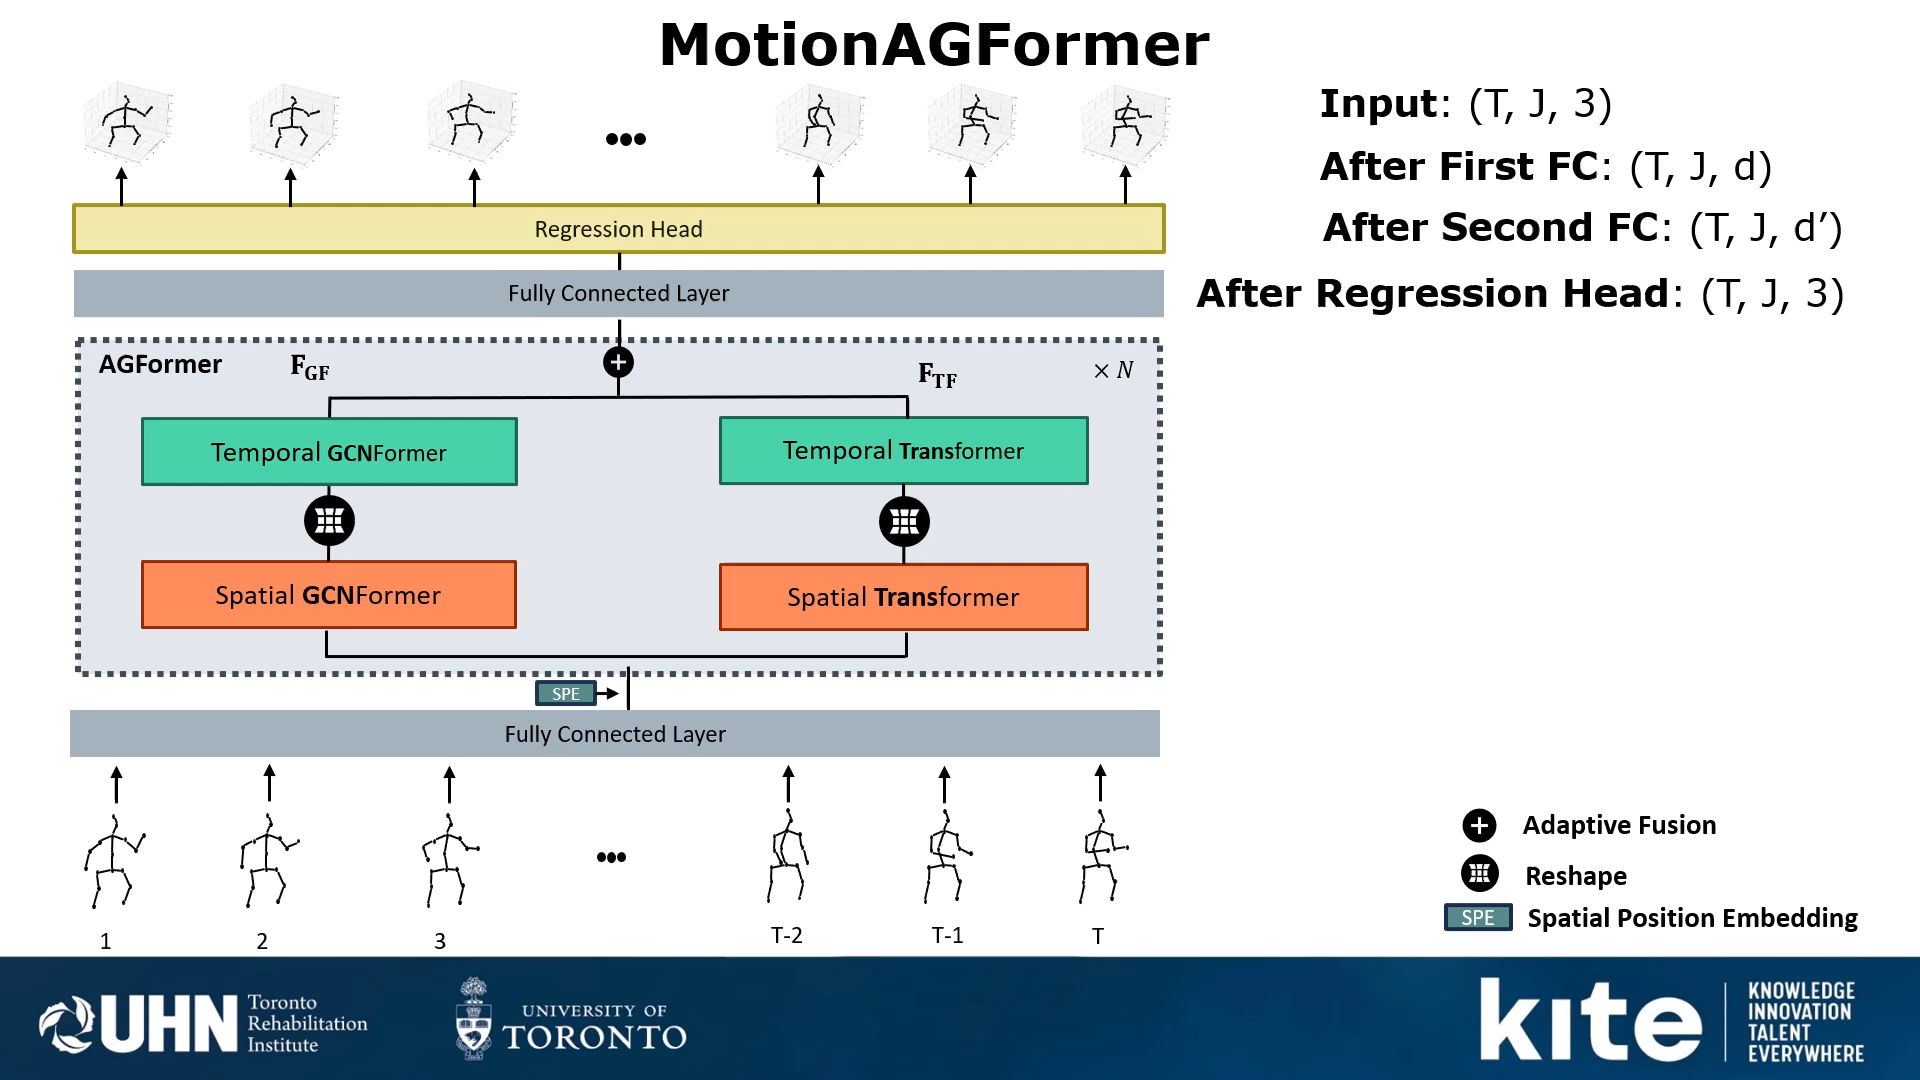 MotionAGFormer
Input: (T, J, 3)
After First FC: (T, J, d)
After Second FC: (T, J, d’)
After Regression Head: (T, J, 3)
•••
Regression Head
Fully Connected Layer
AGFormer
F_GF
F_TF
× N
Temporal GCNFormer
Temporal Transformer
Spatial GCNFormer
Spatial Transformer
SPE
Fully Connected Layer
•••
1
2
3
T-2
T-1
T
Adaptive Fusion
Reshape
SPE Spatial Position Embedding
UHN
Toronto
Rehabilitation
Institute
UNIVERSITY OF
TORONTO
kite
KNOWLEDGE
INNOVATION
TALENT
EVERYWHERE